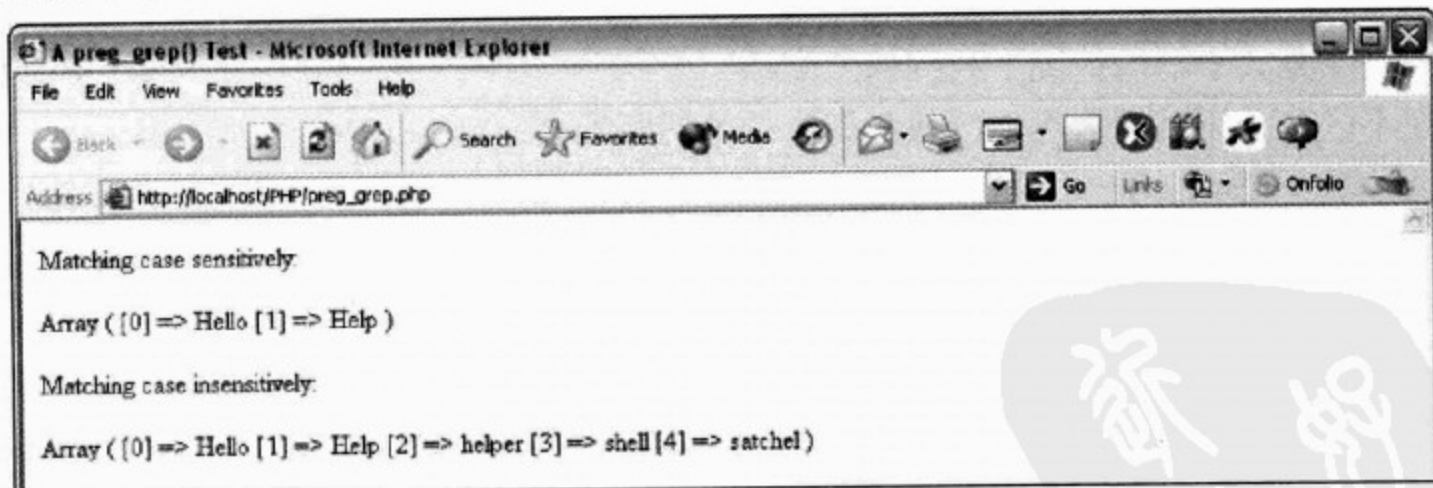 A preg_grep() Test - Microsoft Internet Explorer
File Edit View Favorites Tools Help
Back Search Favorites Media
Address http://localhost/PHP/preg_grep.php Go Links Onfolio
Matching case sensitively:
Array ( [0] => Hello [1] => Help )
Matching case insensitively:
Array ( [0] => Hello [1] => Help [2] => helper [3] => shell [4] => satchel )